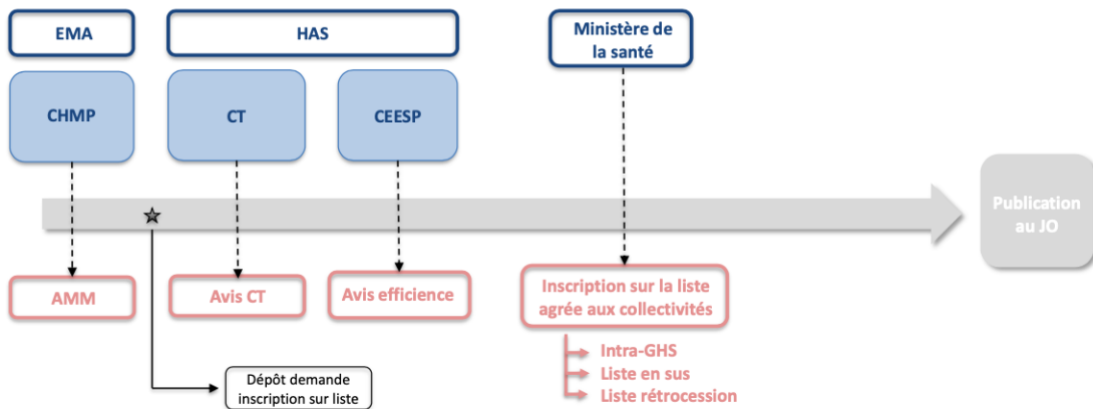 EMA
HAS
Ministère de
la santé
CHMP
CT
CEESP
Publication
au JO
AMM
Avis CT
Avis efficience
Inscription sur la liste
agrée aux collectivités
Intra-GHS
Liste en sus
Liste rétrocession
Dépôt demande
inscription sur liste